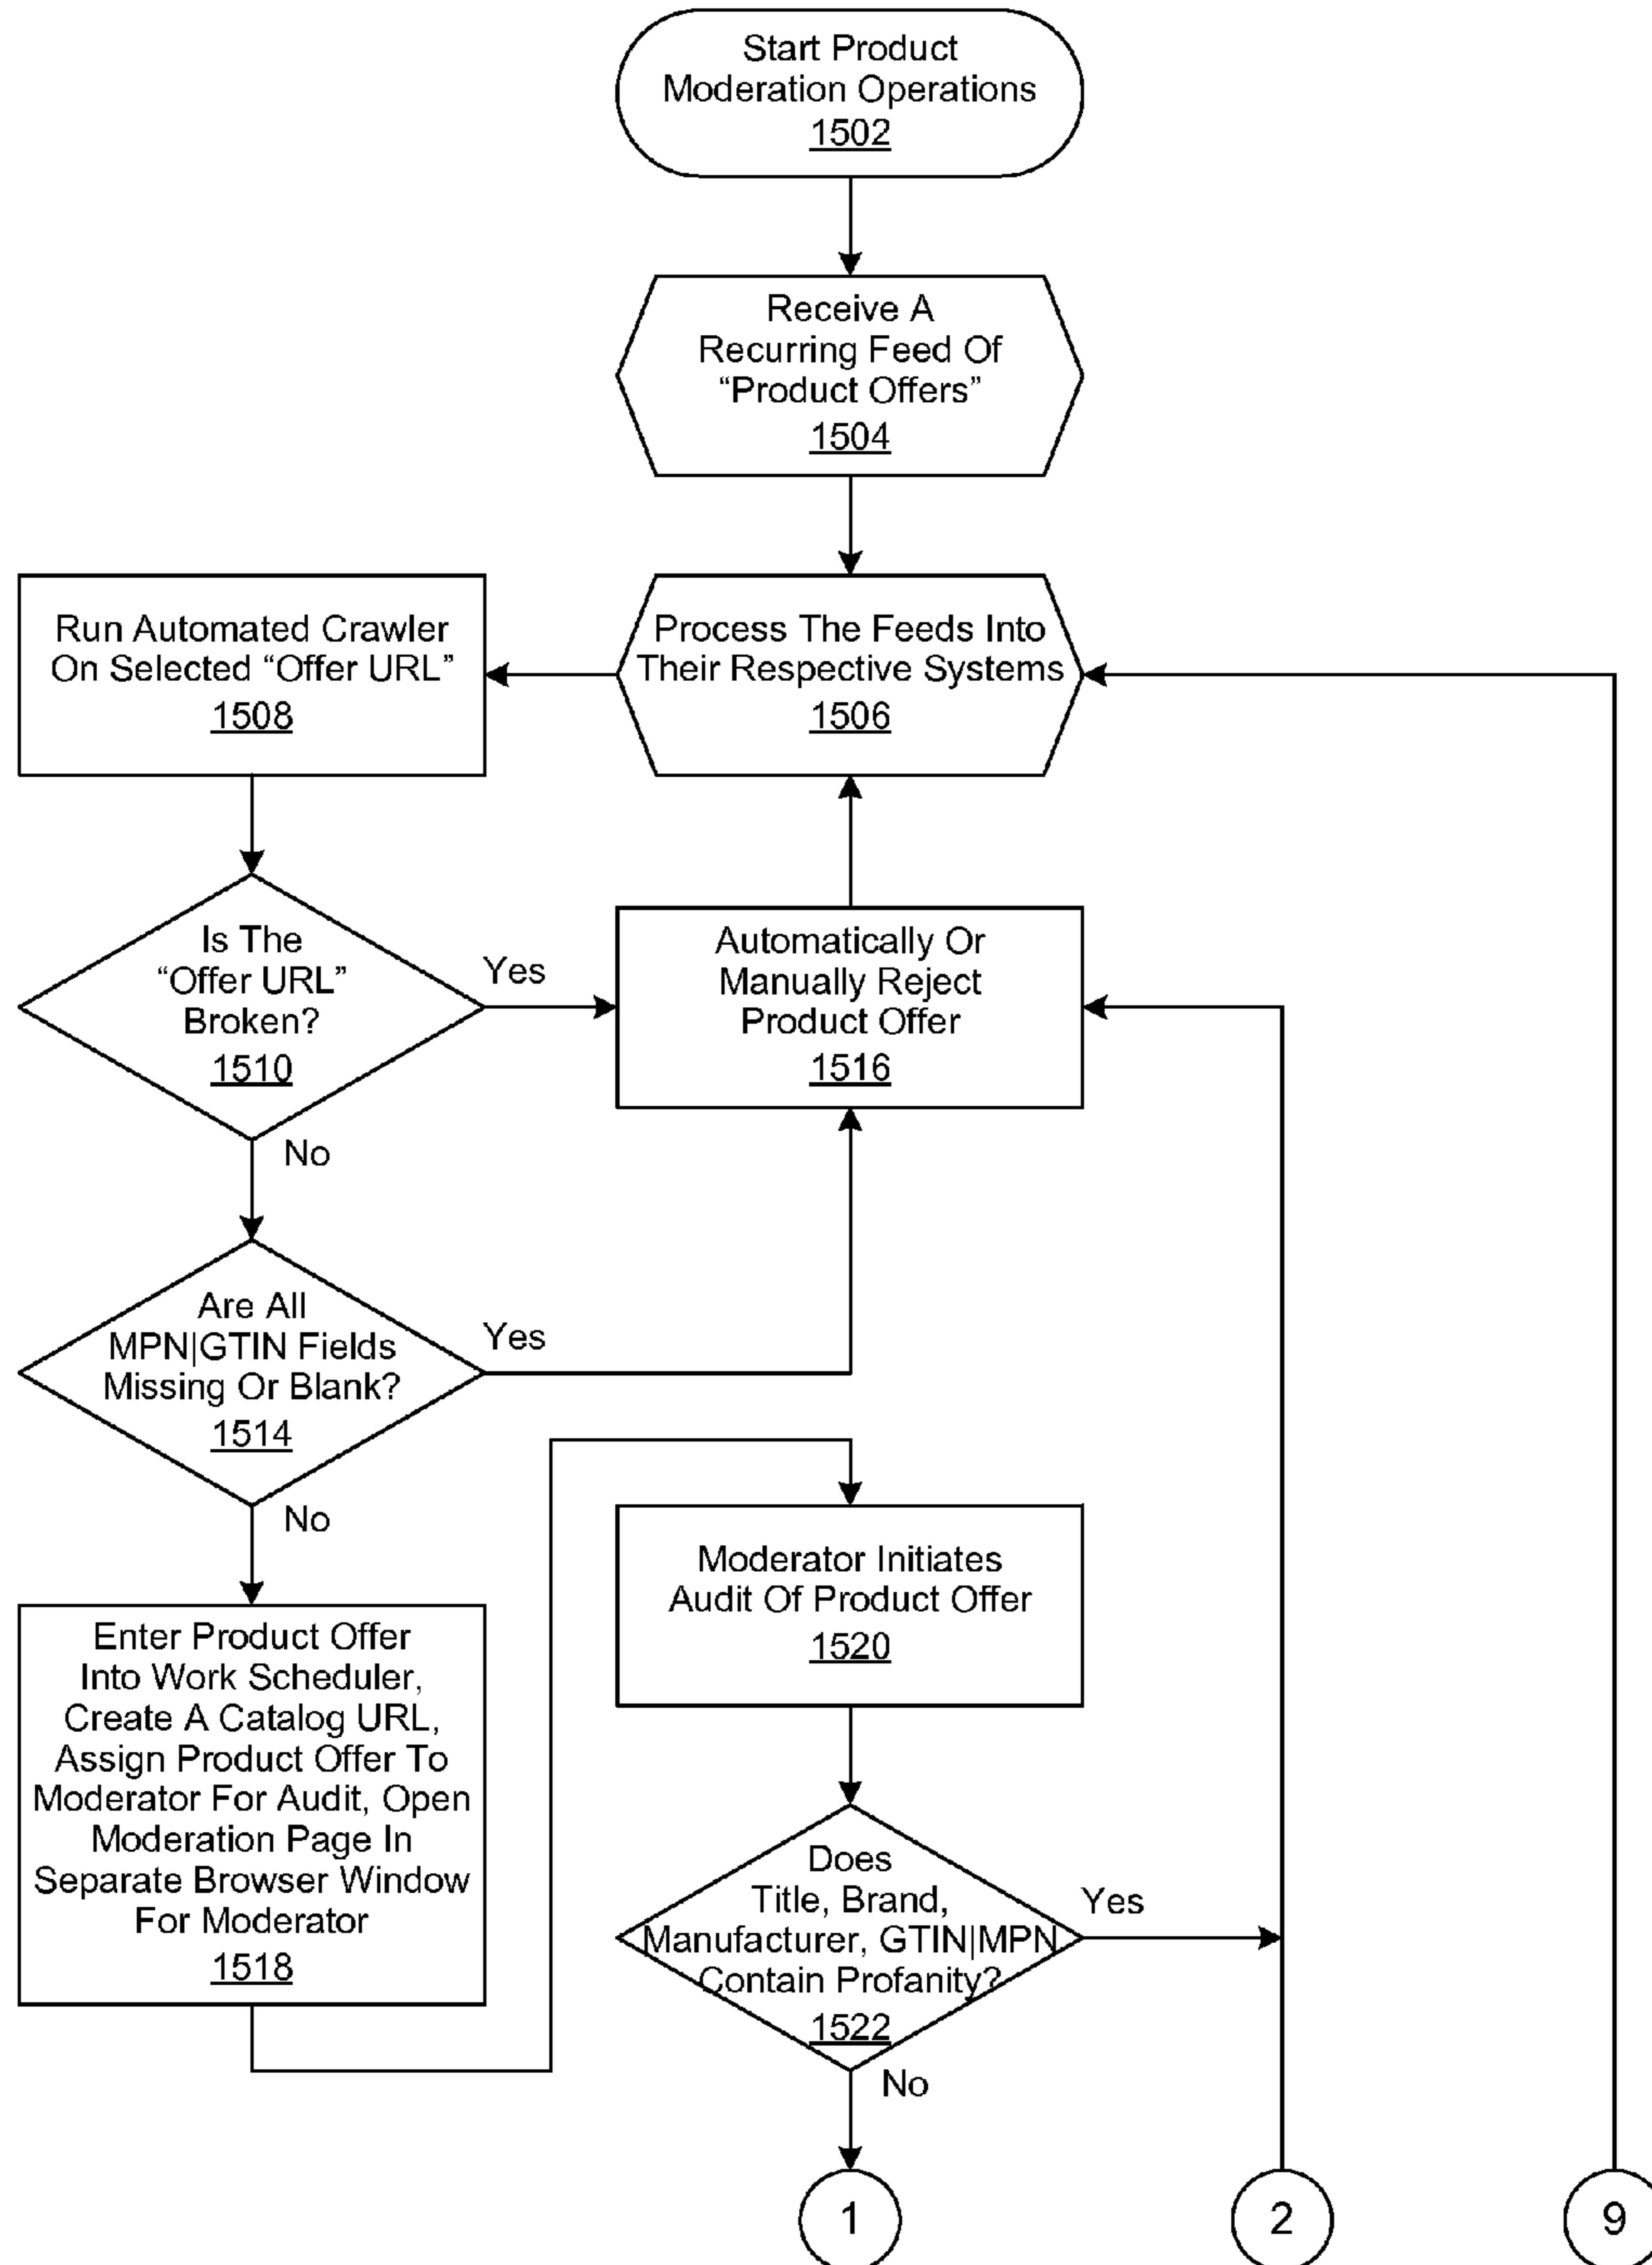 Start Product
Moderation Operations
1502
Receive A
Recurring Feed Of
“Product Offers”
1504
Process The Feeds Into
Their Respective Systems
1506
Run Automated Crawler
On Selected “Offer URL”
1508
Is The
“Offer URL”
Broken?
1510
Yes
No
Automatically Or
Manually Reject
Product Offer
1516
Are All
MPN|GTIN Fields
Missing Or Blank?
1514
Yes
No
Enter Product Offer
Into Work Scheduler,
Create A Catalog URL,
Assign Product Offer To
Moderator For Audit, Open
Moderation Page In
Separate Browser Window
For Moderator
1518
Moderator Initiates
Audit Of Product Offer
1520
Does
Title, Brand,
Manufacturer, GTIN|MPN
Contain Profanity?
1522
Yes
No
1
2
9